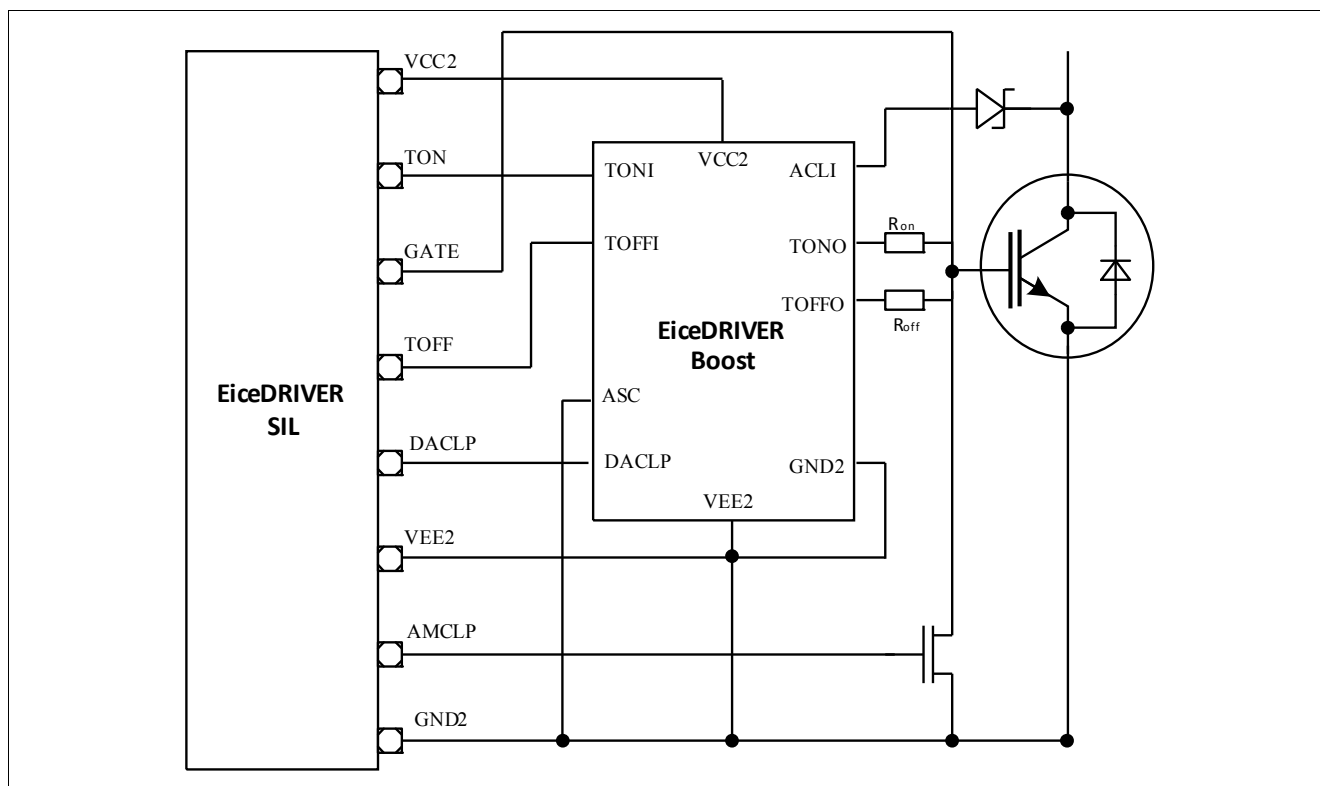 VCC2
TON
GATE
TOFF
DACLP
VEE2
AMCLP
GND2
EiceDRIVER
SIL
VCC2
TONI
TOFFI
ASC
DACLP
VEE2
ACLI
TONO
TOFFO
GND2
EiceDRIVER
Boost
Ron
Roff